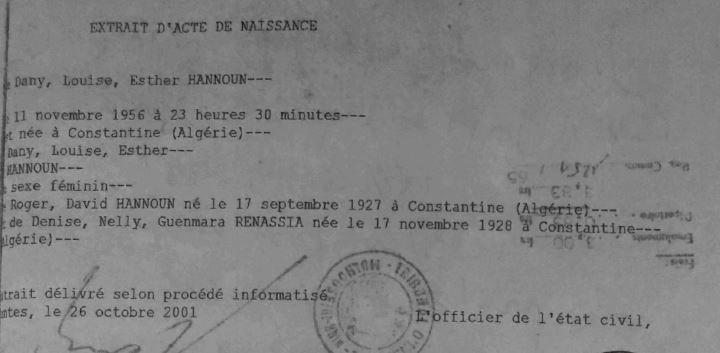 EXTRAIT D'ACTE DE NAISSANCE
Dany, Louise, Esther HANNOUN---
11 novembre 1956 à 23 heures 30 minutes---
née à Constantine (Algérie)---
Dany, Louise, Esther---
HANNOUN---
sexe féminin---
Roger, David HANNOUN né le 17 septembre 1927 à Constantine (Algérie)---
de Denise, Nelly, Guenmara RENASSIA née le 17 novembre 1928 à Constantine---
lgérie)---
trait délivré selon procédé informatisé
ntes, le 26 octobre 2001
L'officier de l'état civil,
Frais:
Emoluments